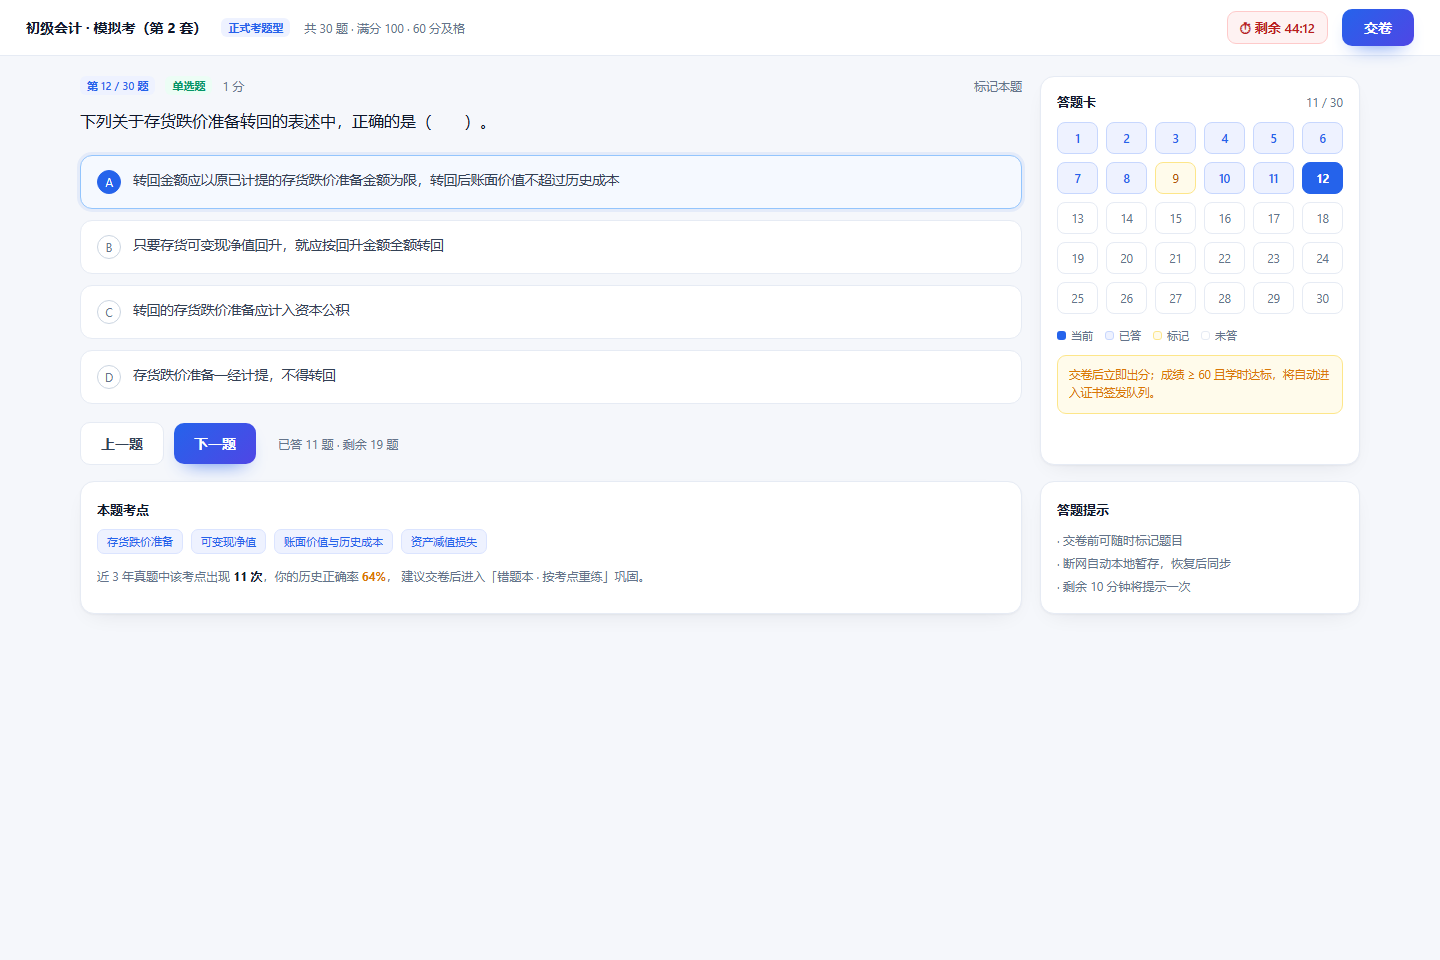 初级会计 · 模拟考（第 2 套） 正式考题型 共 30 题 · 满分 100 · 60 分及格 ⏱ 剩余 44:12 交卷
第 12 / 30 题 单选题 1 分 标记本题
下列关于存货跌价准备转回的表述中，正确的是（　　）。
A 转回金额应以原已计提的存货跌价准备金额为限，转回后账面价值不超过历史成本
B 只要存货可变现净值回升，就应按回升金额全额转回
C 转回的存货跌价准备应计入资本公积
D 存货跌价准备一经计提，不得转回
上一题 下一题 已答 11 题 · 剩余 19 题
答题卡 11 / 30
1 2 3 4 5 6
7 8 9 10 11 12
13 14 15 16 17 18
19 20 21 22 23 24
25 26 27 28 29 30
当前 已答 标记 未答
交卷后立即出分；成绩 ≥ 60 且学时达标，将自动进
入证书签发队列。
本题考点
存货跌价准备 可变现净值 账面价值与历史成本 资产减值损失
近 3 年真题中该考点出现 11 次，你的历史正确率 64%， 建议交卷后进入「错题本 · 按考点重练」巩固。
答题提示
· 交卷前可随时标记题目
· 断网自动本地暂存，恢复后同步
· 剩余 10 分钟将提示一次